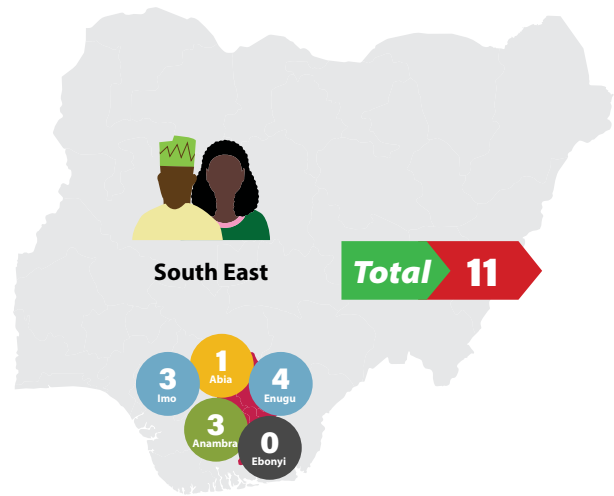 South East
Total 11
1
Abia
3
Imo
4
Enugu
3
Anambra
0
Ebonyi